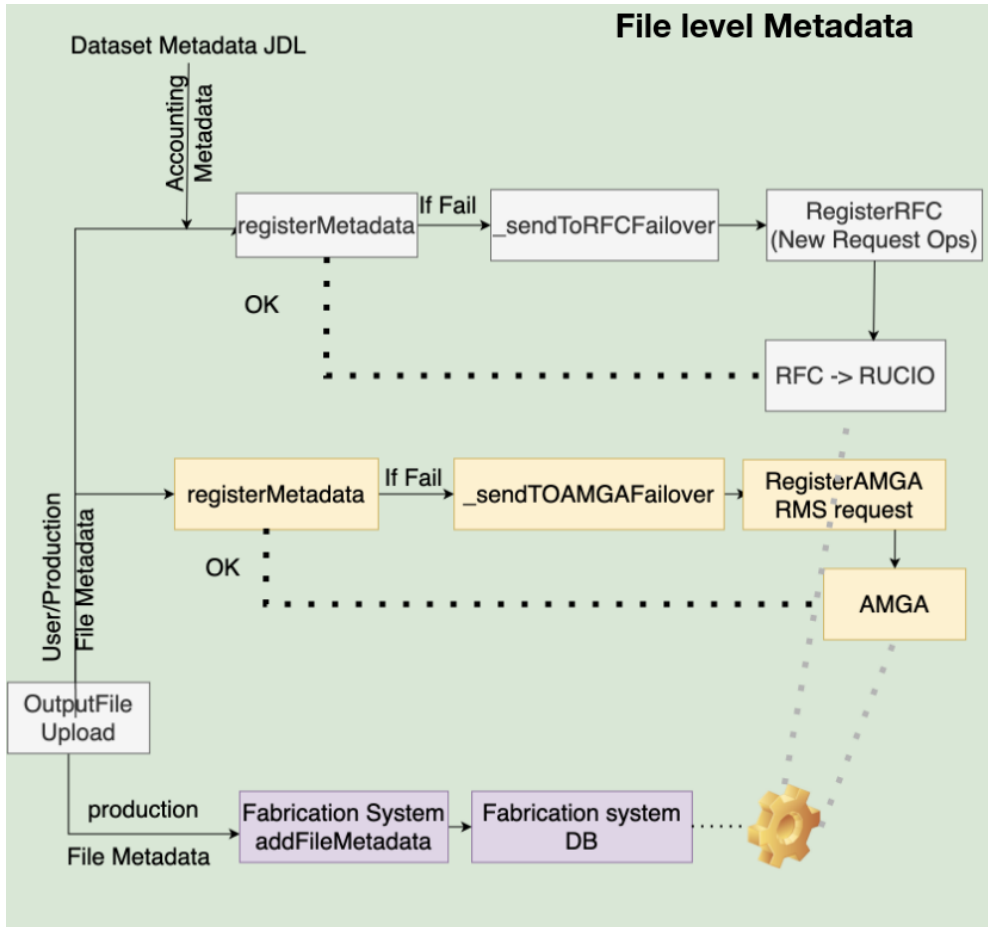 File level Metadata
Dataset Metadata JDL
Accounting
Metadata
registerMetadata
If Fail
_sendToRFCFailover
RegisterRFC
(New Request Ops)
OK
RFC -> RUCIO
registerMetadata
If Fail
_sendTOAMGAFailover
RegisterAMGA
RMS request
OK
AMGA
User/Production
File Metadata
OutputFile
Upload
production
File Metadata
Fabrication System
addFileMetadata
Fabrication system
DB